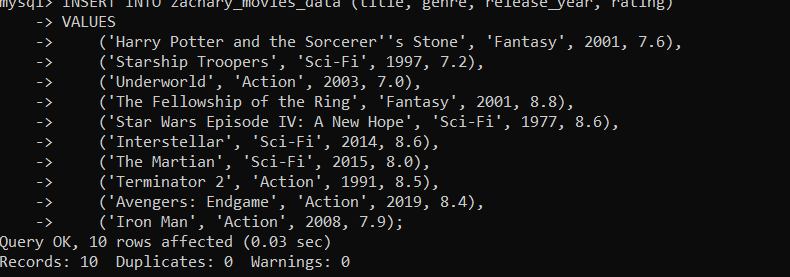 mysql> INSERT INTO zachary_movies_data (title, genre, release_year, rating)
    -> VALUES
    ->     ('Harry Potter and the Sorcerer''s Stone', 'Fantasy', 2001, 7.6),
    ->     ('Starship Troopers', 'Sci-Fi', 1997, 7.2),
    ->     ('Underworld', 'Action', 2003, 7.0),
    ->     ('The Fellowship of the Ring', 'Fantasy', 2001, 8.8),
    ->     ('Star Wars Episode IV: A New Hope', 'Sci-Fi', 1977, 8.6),
    ->     ('Interstellar', 'Sci-Fi', 2014, 8.6),
    ->     ('The Martian', 'Sci-Fi', 2015, 8.0),
    ->     ('Terminator 2', 'Action', 1991, 8.5),
    ->     ('Avengers: Endgame', 'Action', 2019, 8.4),
    ->     ('Iron Man', 'Action', 2008, 7.9);
Query OK, 10 rows affected (0.03 sec)
Records: 10  Duplicates: 0  Warnings: 0